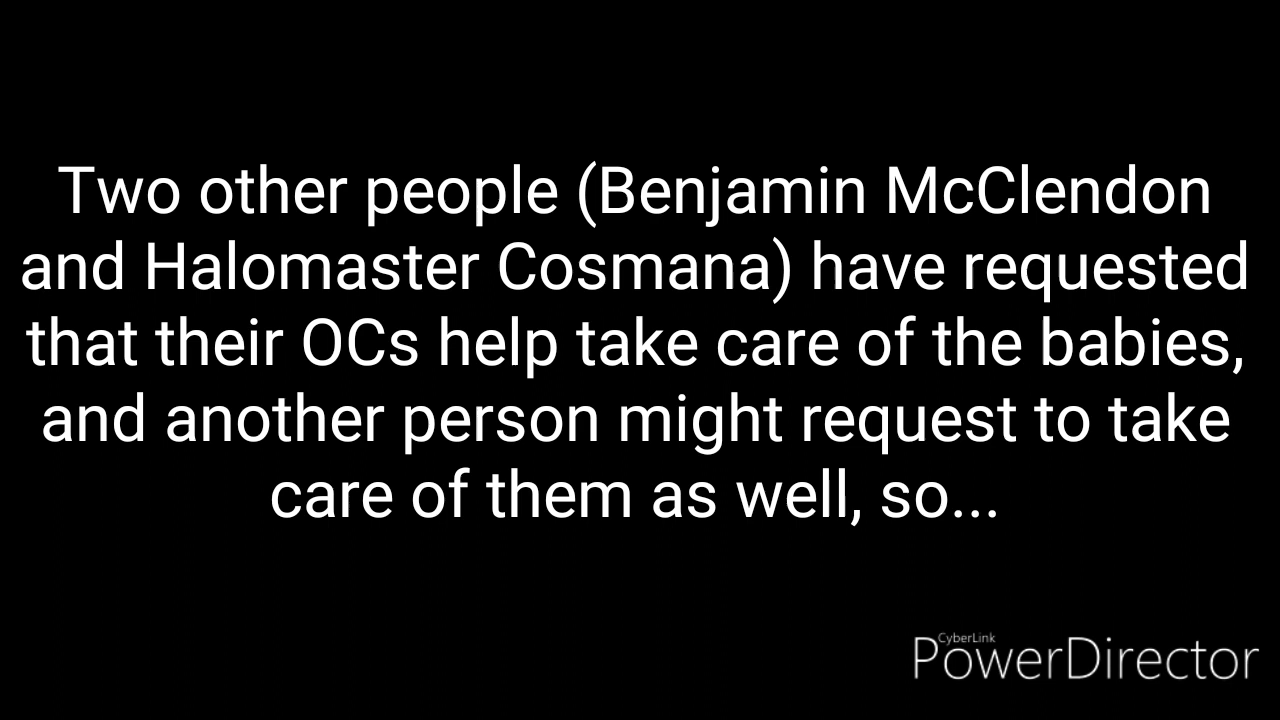 Two other people (Benjamin McClendon
and Halomaster Cosmana) have requested
that their OCs help take care of the babies,
and another person might request to take
care of them as well, so...
CyberLink
PowerDirector